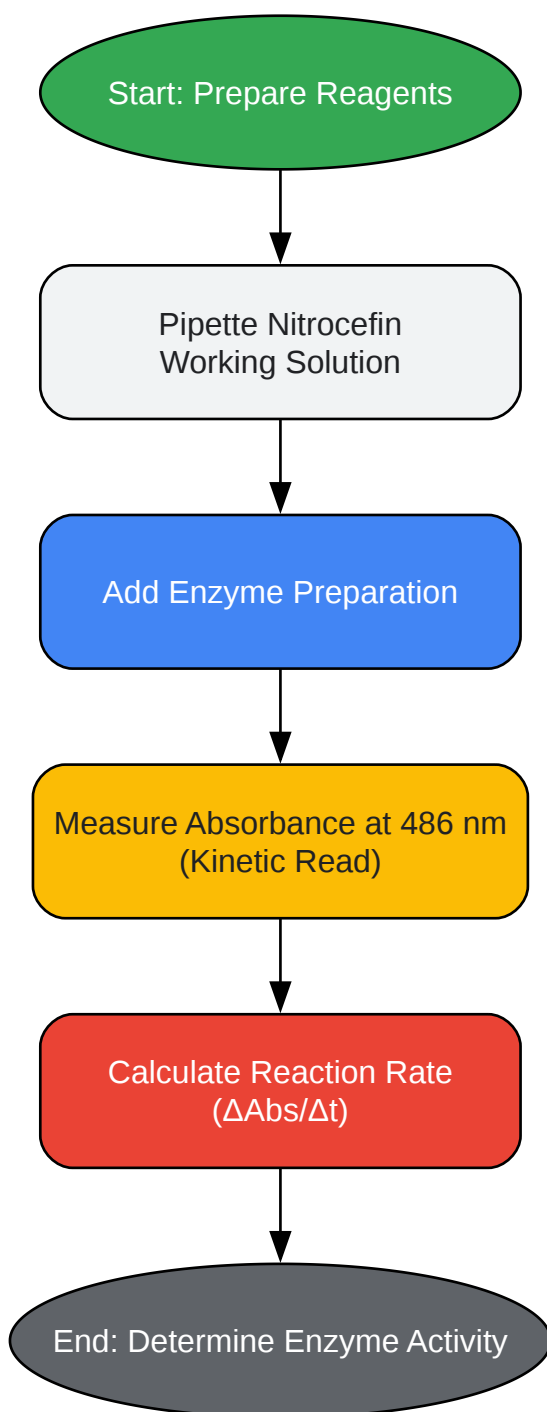 Start: Prepare Reagents
Pipette Nitrocefin
Working Solution
Add Enzyme Preparation
Measure Absorbance at 486 nm
(Kinetic Read)
Calculate Reaction Rate
(ΔAbs/Δt)
End: Determine Enzyme Activity